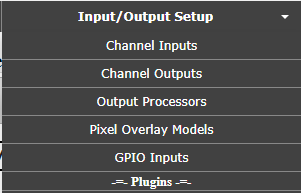 Input/Output Setup
Channel Inputs
Channel Outputs
Output Processors
Pixel Overlay Models
GPIO Inputs
-=- Plugins -=-